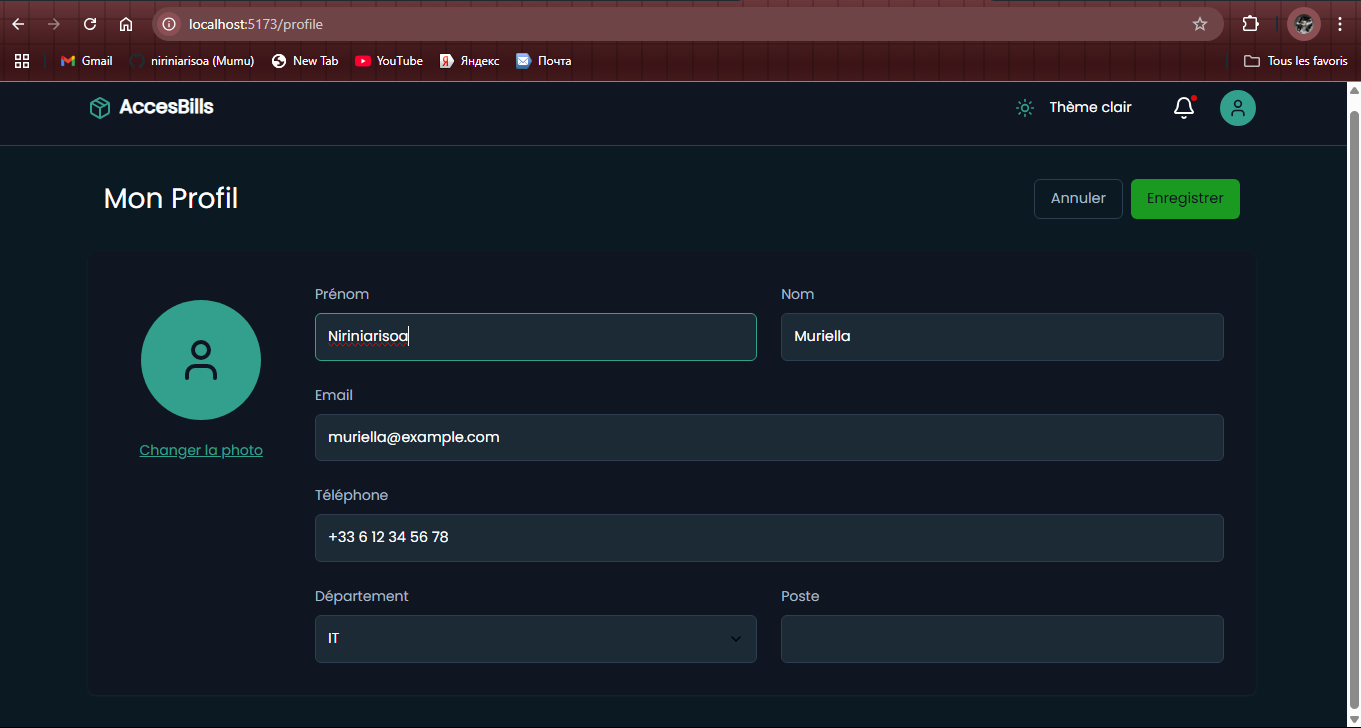 localhost:5173/profile
Gmail niriniarisoa (Mumu) New Tab YouTube Яндекс Почта Tous les favoris
AccesBills Thème clair
Mon Profil Annuler Enregistrer
Prénom Nom
Niriniarisoa Muriella
Email
muriella@example.com
Changer la photo
Téléphone
+33 6 12 34 56 78
Département Poste
IT